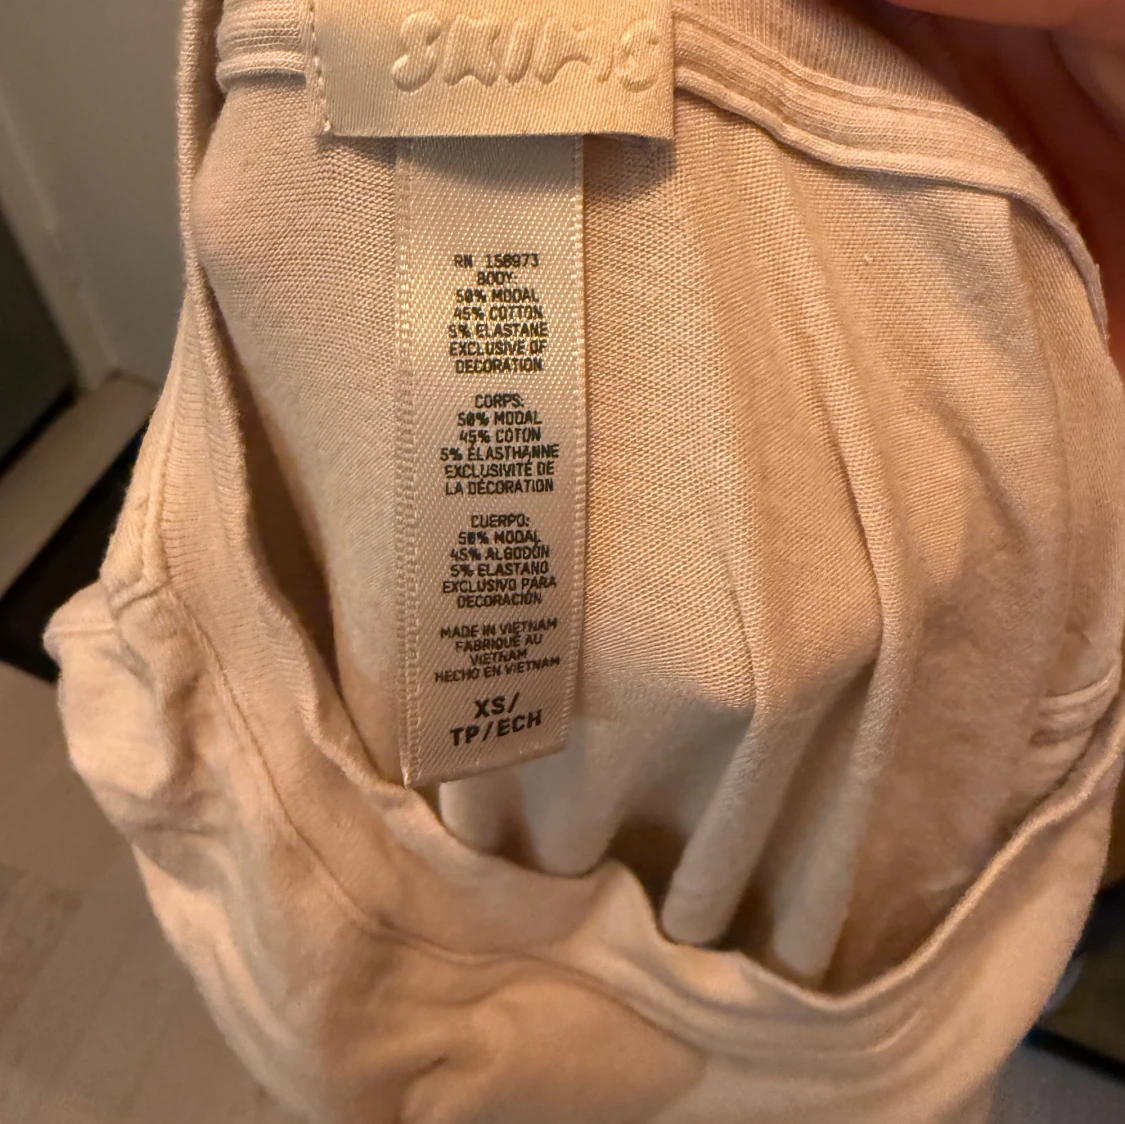 SKIMS
RN 158973
BODY:
50% MODAL
45% COTTON
5% ELASTANE
EXCLUSIVE OF
DECORATION
CORPS:
50% MODAL
45% COTON
5% ÉLASTHANNE
EXCLUSIVITÉ DE
LA DÉCORATION
CUERPO:
50% MODAL
45% ALGODÓN
5% ELASTANO
EXCLUSIVO PARA
DECORACIÓN
MADE IN VIETNAM
FABRIQUÉ AU
VIETNAM
HECHO EN VIETNAM
XS/
TP/ECH